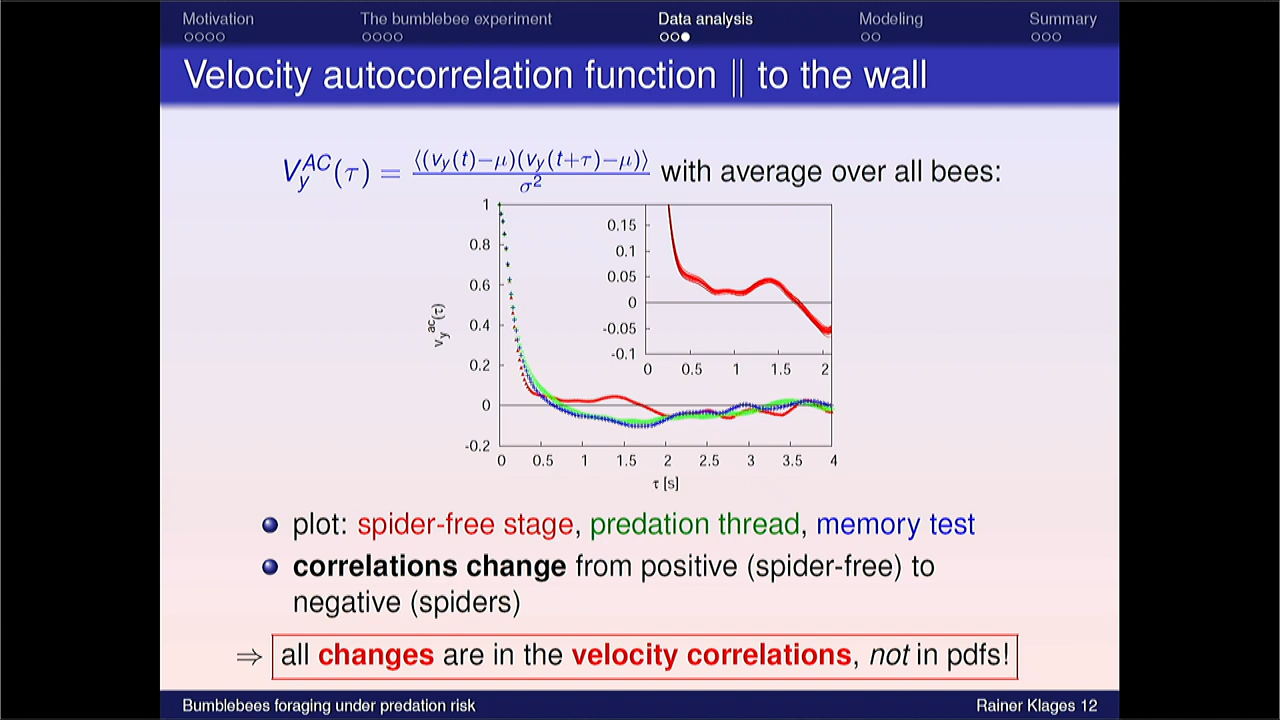 Motivation The bumblebee experiment Data analysis Modeling Summary
Velocity autocorrelation function || to the wall
V_y^AC(τ) = ⟨(v_y(t)−μ)(v_y(t+τ)−μ)⟩ / σ² with average over all bees:
1
0.8
0.6
0.4
0.2
0
-0.2
v_y^ac(τ)
0 0.5 1 1.5 2 2.5 3 3.5 4
τ [s]
0.15
0.1
0.05
0
-0.05
-0.1
0 0.5 1 1.5 2
plot: spider-free stage, predation thread, memory test
correlations change from positive (spider-free) to
negative (spiders)
⇒ all changes are in the velocity correlations, not in pdfs!
Bumblebees foraging under predation risk Rainer Klages 12